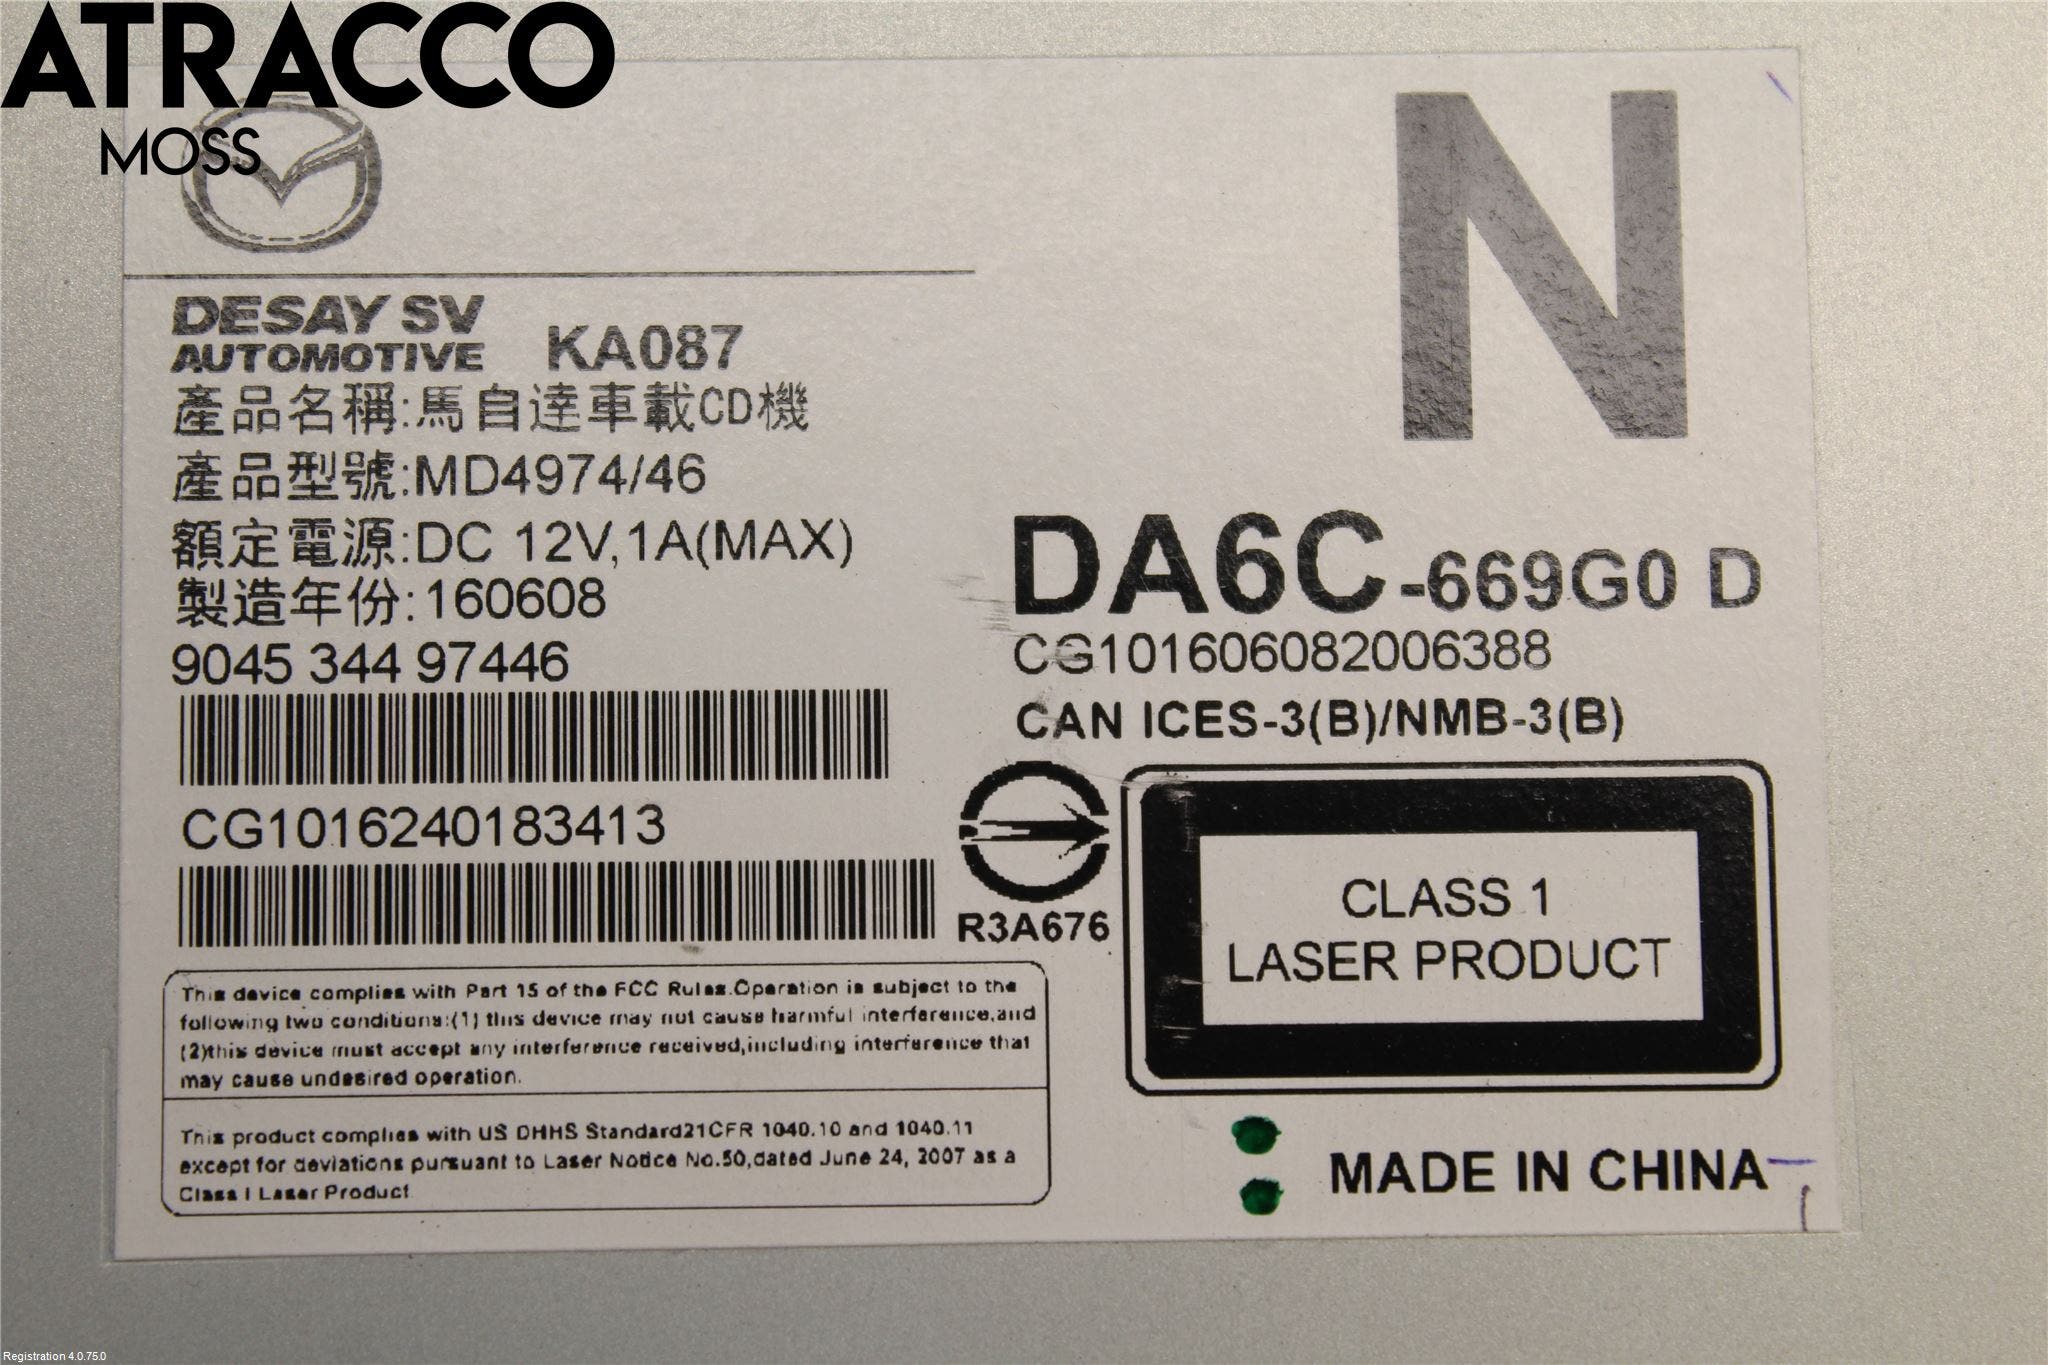 ATRACCO
MOSS
N
DESAY SV
AUTOMOTIVE
KA087
產品名稱:馬自達車載CD機
產品型號:MD4974/46
額定電源:DC 12V,1A(MAX)
製造年份:160608
9045 344 97446
CG1016240183413
DA6C-669G0 D
CG101606082006388
CAN ICES-3(B)/NMB-3(B)
R3A676
CLASS 1
LASER PRODUCT
This device complies with Part 15 of the FCC Rules.Operation is subject to the
following two conditions:(1) this device may not cause harmful interference,and
(2)this device must accept any interference received,including interference that
may cause undesired operation.
This product complies with US DHHS Standard21CFR 1040.10 and 1040.11
except for deviations pursuant to Laser Notice No.50,dated June 24, 2007 as a
Class I Laser Product
MADE IN CHINA
Registration 4.0.75.0